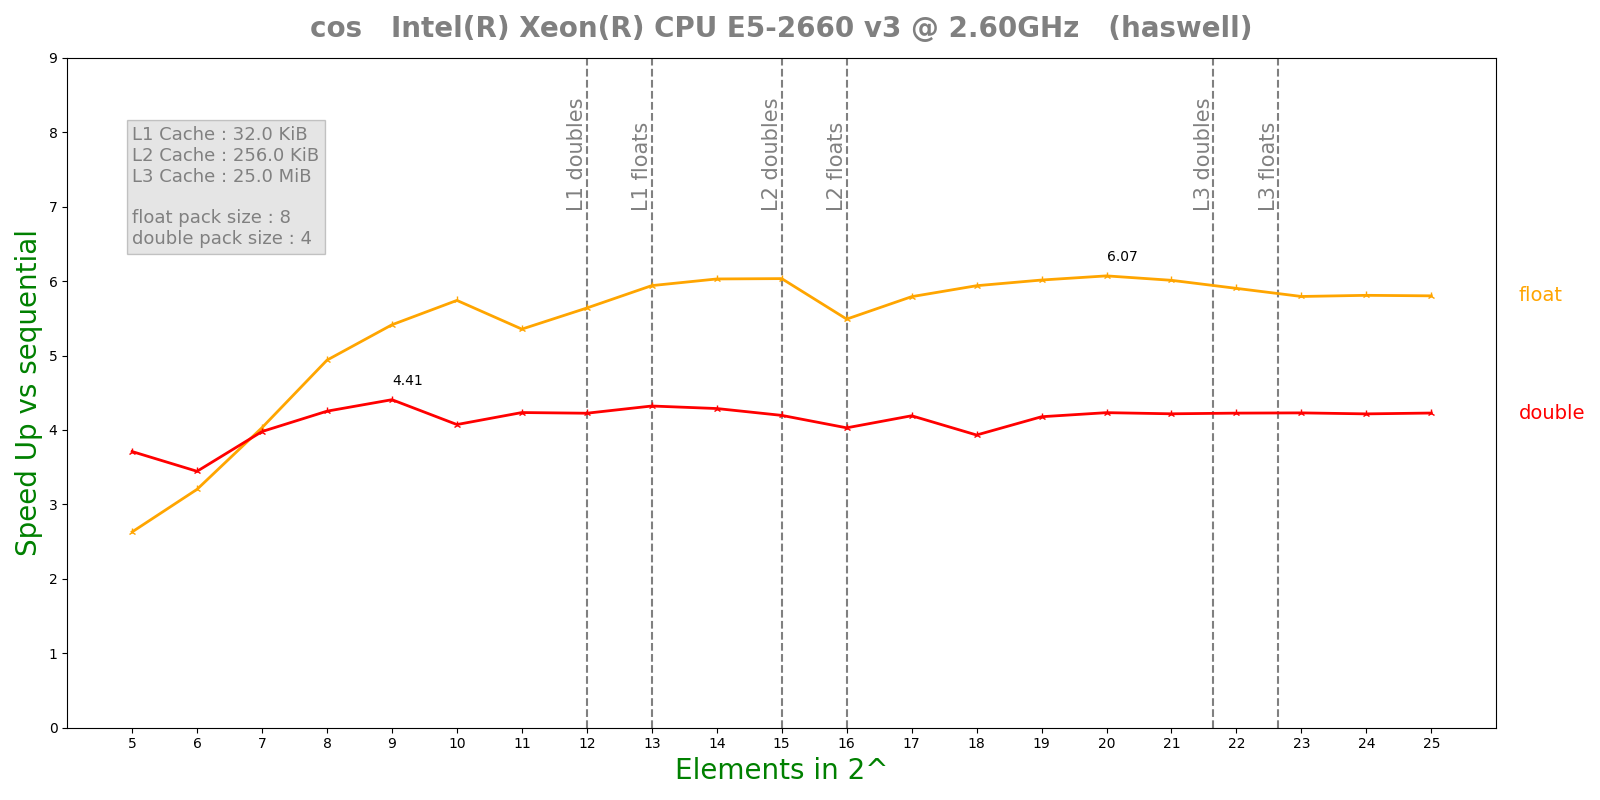 cos Intel(R) Xeon(R) CPU E5-2660 v3 @ 2.60GHz (haswell)
Speed Up vs sequential
9
8
7
6
5
4
3
2
1
0
L1 Cache : 32.0 KiB
L2 Cache : 256.0 KiB
L3 Cache : 25.0 MiB
float pack size : 8
double pack size : 4
L1 doubles
L1 floats
L2 doubles
L2 floats
L3 doubles
L3 floats
4.41
6.07
float
double
5 6 7 8 9 10 11 12 13 14 15 16 17 18 19 20 21 22 23 24 25
Elements in 2^